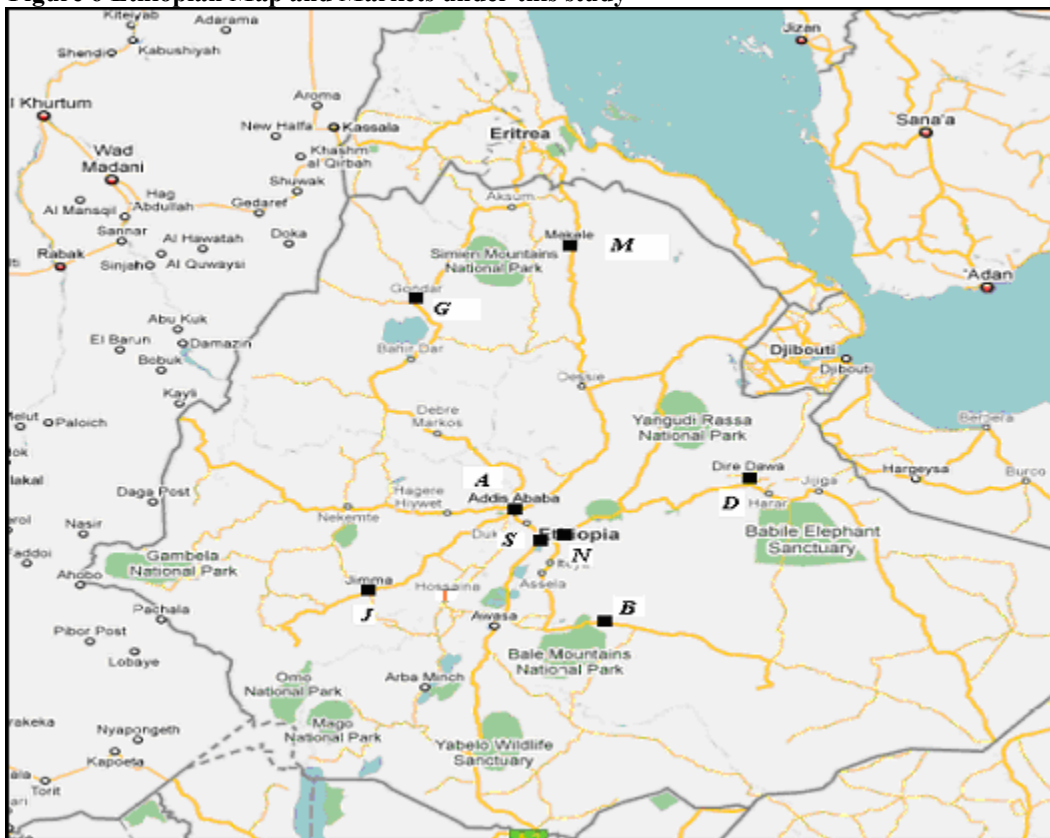 Figure 6 Ethiopian Map and Markets under this study
Kiteiyab
Adarama
Jizan
Shendi
Kabushiyah
Aroma
l Khurtum
New Halfa
Kassala
Eritrea
Sana'a
Wad
Madani
Khashm
al Qirbah
Shuwak
Hag
Abdullah
Al Mansqil
Gedaref
Aksum
Sannar
Al Hawatah
Doka
Mekele
M
Rabak
Simien Mountains
National Park
Sinjah
Al Quwaysi
'Adan
Gondar
G
Abu Kuk
El Barun
Damazin
Djibouti
Bahir Dar
Djibouti
Bobuk
Dessie
Kayli
Debre
Markos
Yangudi Rassa
National Park
Berbera
Paloich
Dire Dawa
Hargeysa
Burco
A
Hagere
Hiywet
Addis Ababa
Jijiga
lakal
Daga Post
D
Harar
Nekemte
Nasir
Duk
S
Ethiopia
Babile Elephant
Sanctuary
N
Gambela
National Park
Assela
Ahobo
Jimma
Hossaina
J
B
Pachala
Awasa
Pibor Post
Bale Mountains
National Park
Lobaye
Arba Minch
Omo
National Park
Mago
National Park
Nyapongeth
Kapoeta
Yabelo Wildlife
Sanctuary
Torit